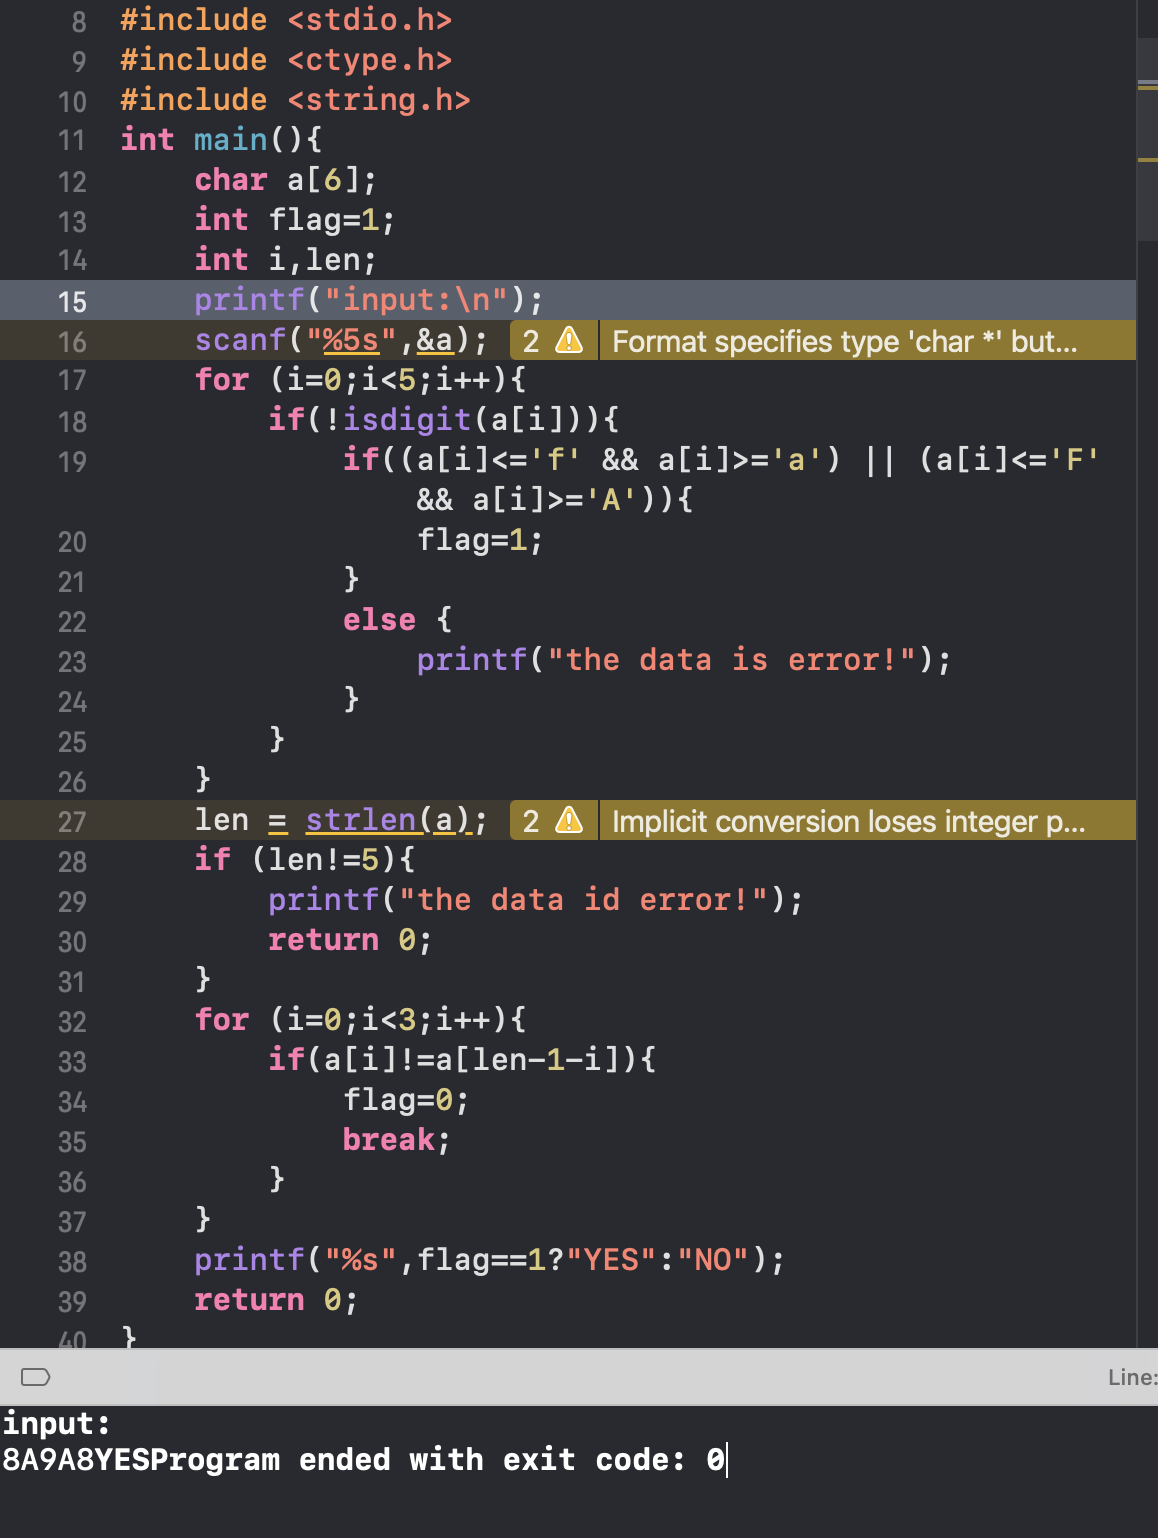 8 #include <stdio.h>
9 #include <ctype.h>
10 #include <string.h>
11 int main(){
12     char a[6];
13     int flag=1;
14     int i,len;
15     printf("input:\n");
16     scanf("%5s",&a); 2 Format specifies type 'char *' but...
17     for (i=0;i<5;i++){
18         if(!isdigit(a[i])){
19             if((a[i]<='f' && a[i]>='a') || (a[i]<='F'
                && a[i]>='A')){
20                 flag=1;
21             }
22             else {
23                 printf("the data is error!");
24             }
25         }
26     }
27     len = strlen(a); 2 Implicit conversion loses integer p...
28     if (len!=5){
29         printf("the data id error!");
30         return 0;
31     }
32     for (i=0;i<3;i++){
33         if(a[i]!=a[len-1-i]){
34             flag=0;
35             break;
36         }
37     }
38     printf("%s",flag==1?"YES":"NO");
39     return 0;
40 }
Line:
input:
8A9A8YESProgram ended with exit code: 0